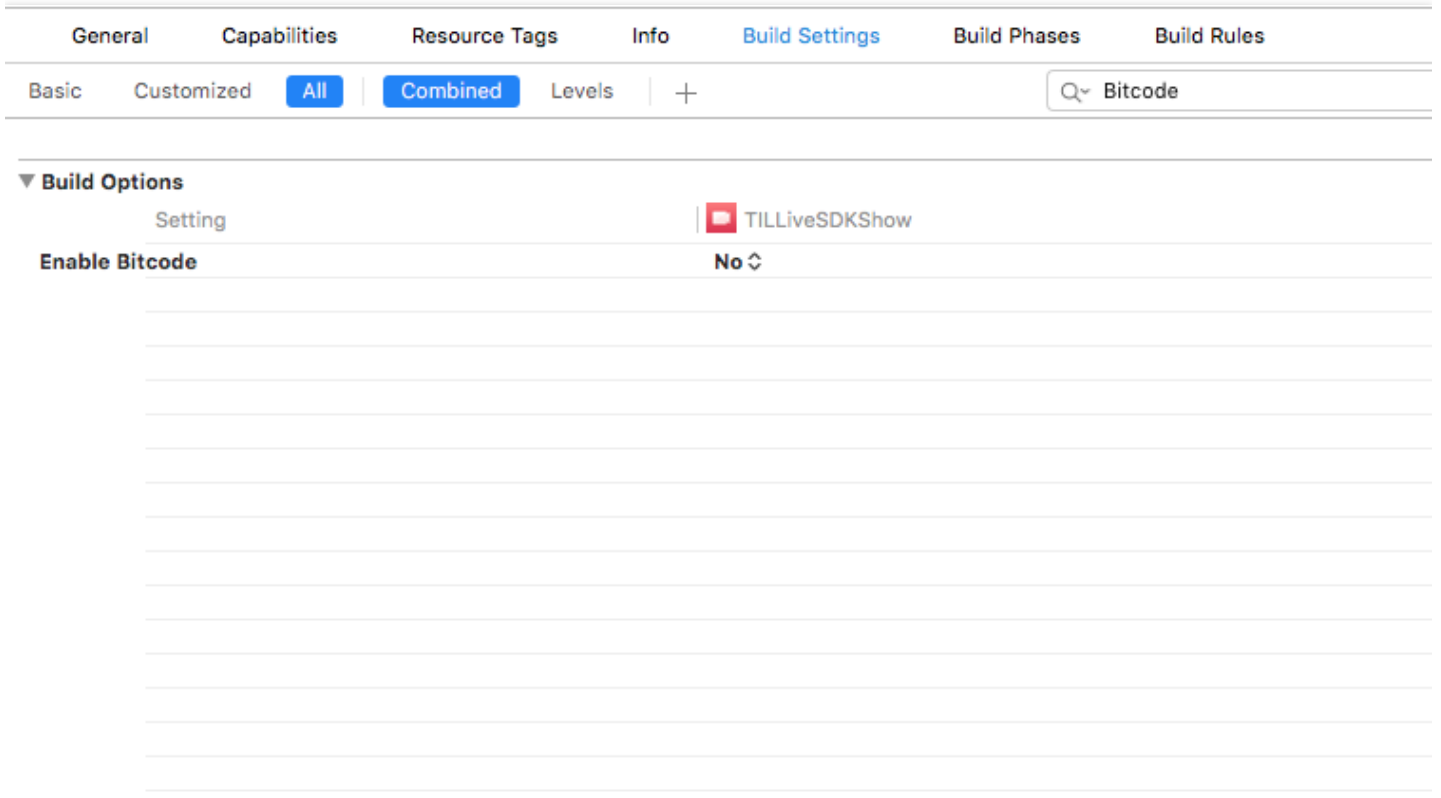 General Capabilities Resource Tags Info Build Settings Build Phases Build Rules
Basic Customized All Combined Levels + Bitcode
Build Options
Setting TILLiveSDKShow
Enable Bitcode No